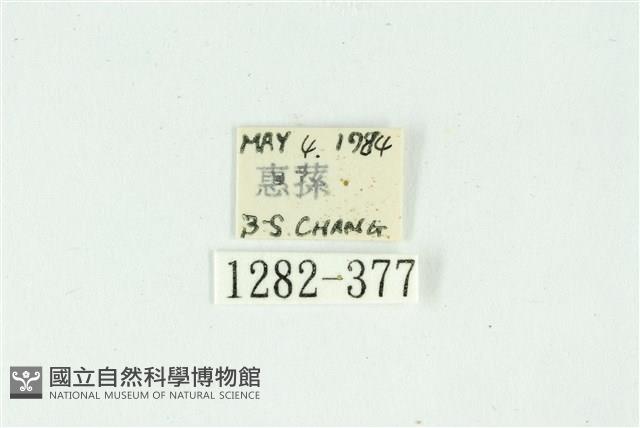 MAY 4. 1984
惠蓀
B-S. CHANG
1282-377
國立自然科學博物館
NATIONAL MUSEUM OF NATURAL SCIENCE